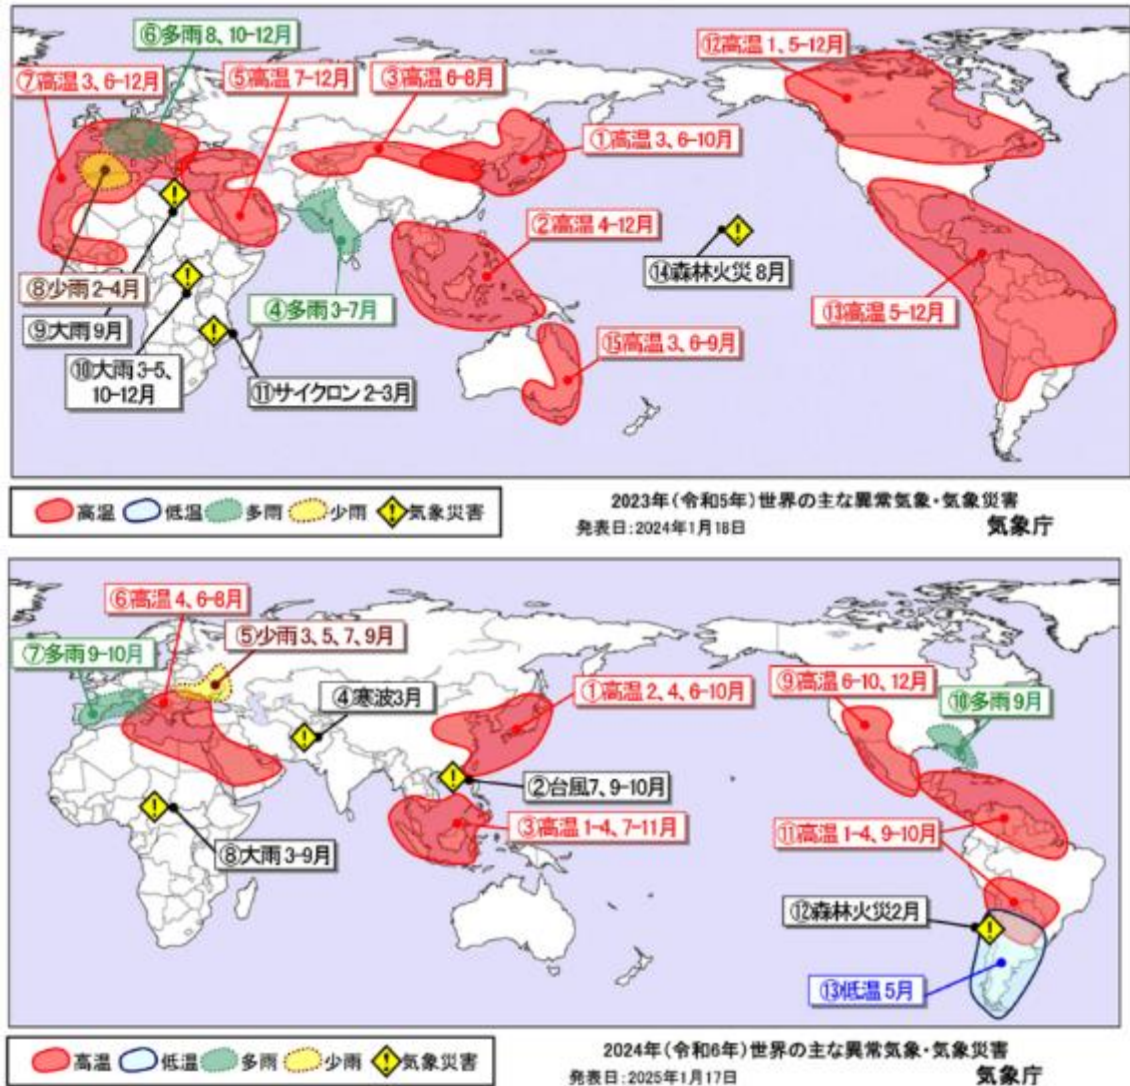 ⑥多雨 8、10-12月
⑦高温 3、6-12月
⑤高温 7-12月
③高温 6-8月
⑫高温 1、5-12月
①高温 3、6-10月
②高温 4-12月
⑭森林火災 8月
⑧少雨 2-4月
④多雨 3-7月
⑬高温 5-12月
⑨大雨 9月
⑮高温 3、6-9月
⑩大雨 3-5、
10-12月
⑪サイクロン 2-3月
高温 低温 多雨 少雨 気象災害
2023年(令和5年)世界の主な異常気象・気象災害
発表日:2024年1月18日 気象庁
⑥高温 4、6-8月
⑤少雨 3、5、7、9月
⑦多雨 9-10月
④寒波3月
①高温 2、4、6-10月
⑨高温 6-10、12月
⑩多雨 9月
②台風7、9-10月
③高温 1-4、7-11月
⑪高温 1-4、9-10月
⑧大雨 3-9月
⑫森林火災2月
⑬低温 5月
高温 低温 多雨 少雨 気象災害
2024年(令和6年)世界の主な異常気象・気象災害
発表日:2025年1月17日 気象庁